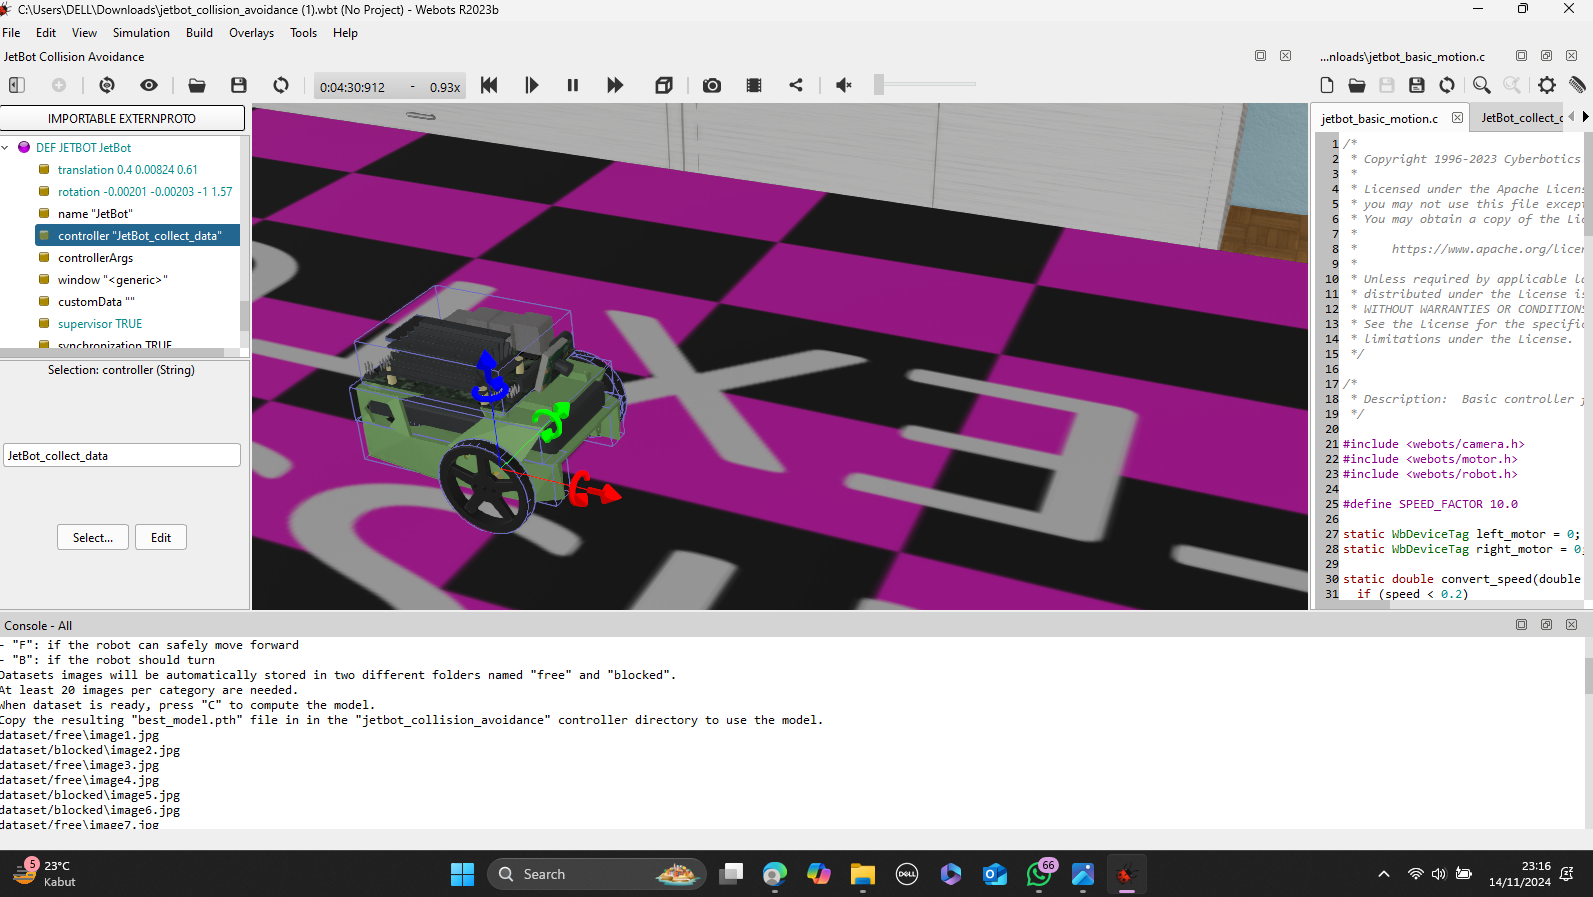 C:\Users\DELL\Downloads\jetbot_collision_avoidance (1).wbt (No Project) - Webots R2023b
File Edit View Simulation Build Overlays Tools Help
JetBot Collision Avoidance
...nloads\jetbot_basic_motion.c
0:04:30:912 - 0.93x
IMPORTABLE EXTERNPROTO
DEF JETBOT JetBot
translation 0.4 0.00824 0.61
rotation -0.00201 -0.00203 -1 1.57
name "JetBot"
controller "JetBot_collect_data"
controllerArgs
window "<generic>"
customData ""
supervisor TRUE
synchronization TRUE
Selection: controller (String)
JetBot_collect_data
Select... Edit
jetbot_basic_motion.c JetBot_collect_c
1 /*
2 * Copyright 1996-2023 Cyberbotics
3 *
4 * Licensed under the Apache Licens
5 * you may not use this file excep
6 * You may obtain a copy of the Lic
7 *
8 * https://www.apache.org/licen
9 *
10 * Unless required by applicable la
11 * distributed under the License is
12 * WITHOUT WARRANTIES OR CONDITIONS
13 * See the License for the specific
14 * limitations under the License.
15 */
16
17 /*
18 * Description: Basic controller f
19 */
20
21 #include <webots/camera.h>
22 #include <webots/motor.h>
23 #include <webots/robot.h>
24
25 #define SPEED_FACTOR 10.0
26
27 static WbDeviceTag left_motor = 0;
28 static WbDeviceTag right_motor = 0;
29
30 static double convert_speed(double
31 if (speed < 0.2)
Console - All
- "F": if the robot can safely move forward
- "B": if the robot should turn
Datasets images will be automatically stored in two different folders named "free" and "blocked".
At least 20 images per category are needed.
When dataset is ready, press "C" to compute the model.
Copy the resulting "best_model.pth" file in in the "jetbot_collision_avoidance" controller directory to use the model.
dataset/free\image1.jpg
dataset/blocked\image2.jpg
dataset/free\image3.jpg
dataset/free\image4.jpg
dataset/blocked\image5.jpg
dataset/blocked\image6.jpg
dataset/free\image7.jpg
5
23°C
Kabut
Search
DELL
66
23:16
14/11/2024